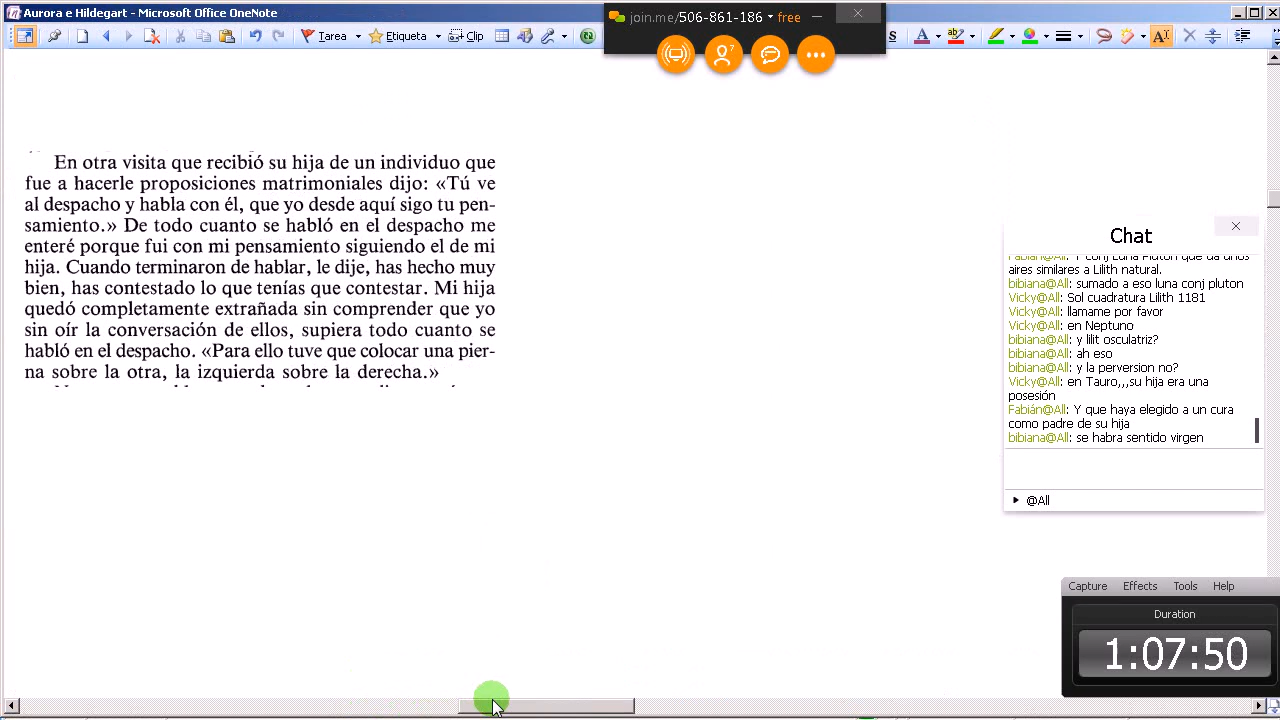 Aurora e Hildegart - Microsoft Office OneNote
join.me/506-861-186 free
Tarea
Etiqueta
Clip
7
En otra visita que recibió su hija de un individuo que
fue a hacerle proposiciones matrimoniales dijo: «Tú ve
al despacho y habla con él, que yo desde aquí sigo tu pen-
samiento.» De todo cuanto se habló en el despacho me
enteré porque fui con mi pensamiento siguiendo el de mi
hija. Cuando terminaron de hablar, le dije, has hecho muy
bien, has contestado lo que tenías que contestar. Mi hija
quedó completamente extrañada sin comprender que yo
sin oír la conversación de ellos, supiera todo cuanto se
habló en el despacho. «Para ello tuve que colocar una pier-
na sobre la otra, la izquierda sobre la derecha.»
Chat
Fabián@All: Y conj Luna Pluton que da unos
aires similares a Lilith natural.
bibiana@All: sumado a eso luna conj pluton
Vicky@All: Sol cuadratura Lilith 1181
Vicky@All: llamame por favor
Vicky@All: en Neptuno
bibiana@All: y lilit osculatriz?
bibiana@All: ah eso
bibiana@All: y la perversion no?
Vicky@All: en Tauro,,,su hija era una
posesión
Fabián@All: Y que haya elegido a un cura
como padre de su hija
bibiana@All: se habra sentido virgen
@All
Capture Effects Tools Help
Duration
1:07:50